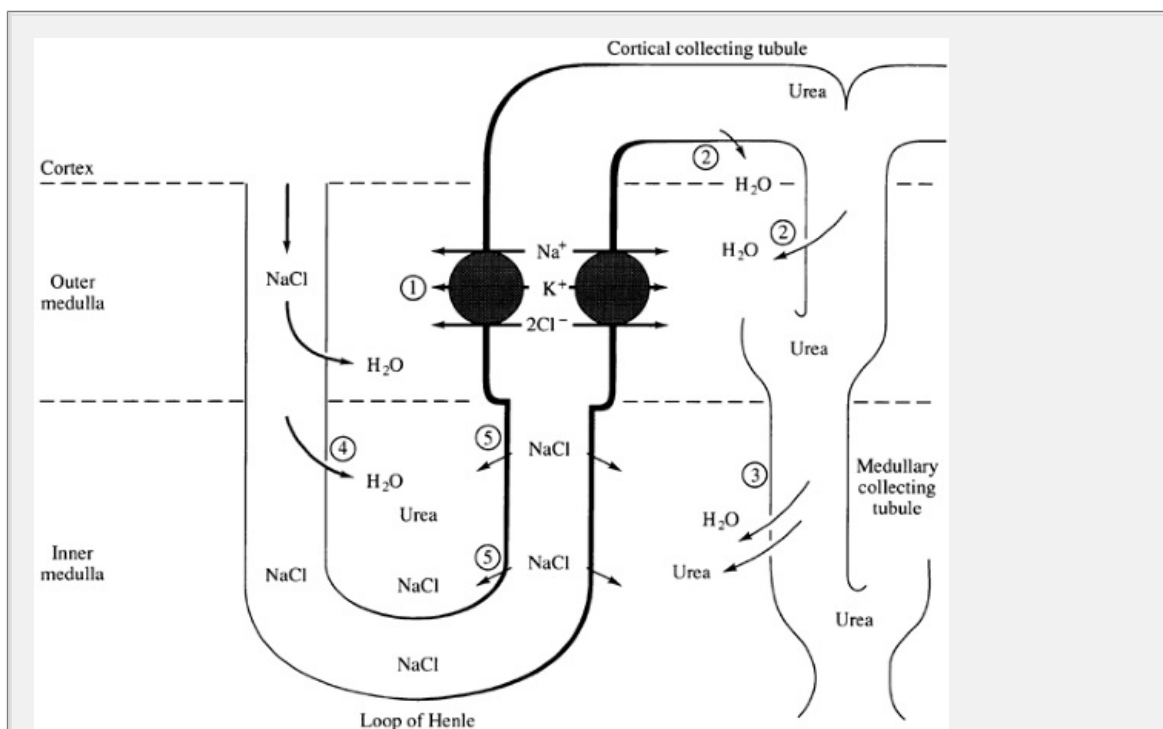 Cortical collecting tubule
Urea
Cortex
②
H₂O
Na⁺
②
H₂O
Outer
medulla
NaCl
①
K⁺
2Cl⁻
H₂O
Urea
④
⑤
NaCl
H₂O
Urea
③
H₂O
Medullary
collecting
tubule
Inner
medulla
NaCl
NaCl
⑤
NaCl
Urea
Urea
NaCl
Loop of Henle